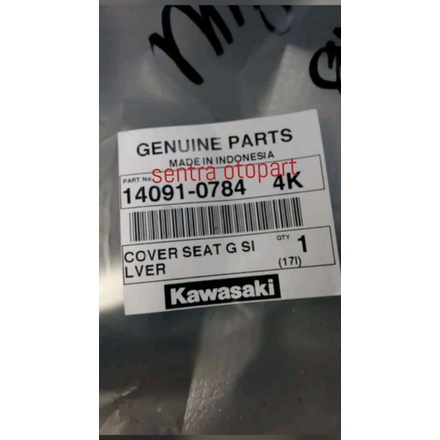 GENUINE PARTS
MADE IN INDONESIA
PART No.
sentra otopart
14091-0784 4K
COVER SEAT G SI
LVER
QTY 1
(17I)
Kawasaki